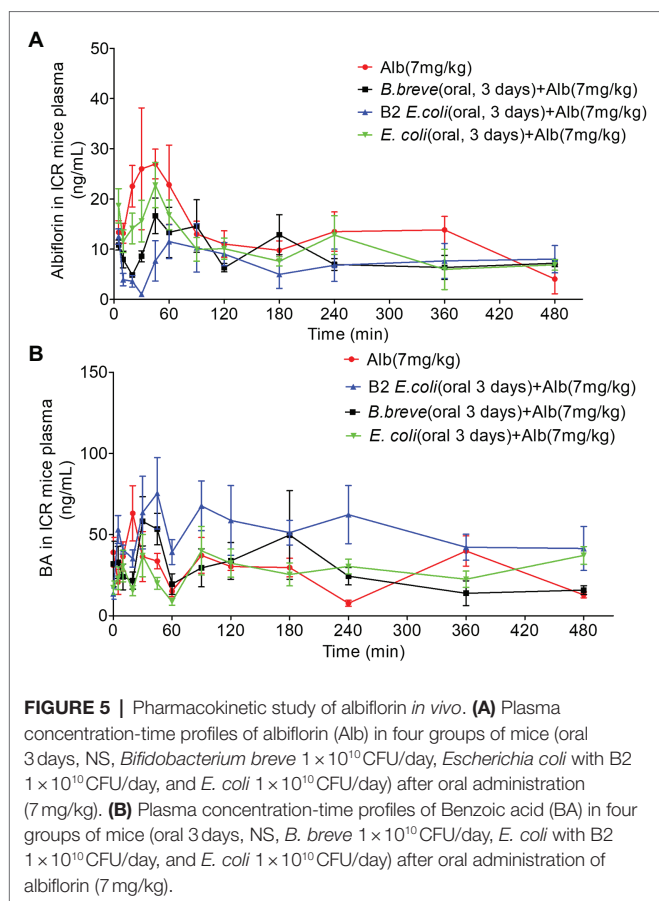 A
Albiflorin in ICR mice plasma
(ng/mL)
50
40
30
20
10
0
Alb(7mg/kg)
B.breve(oral, 3 days)+Alb(7mg/kg)
B2 E.coli(oral, 3 days)+Alb(7mg/kg)
E. coli(oral, 3 days)+Alb(7mg/kg)
0 60 120 180 240 300 360 420 480
Time (min)
B
BA in ICR mice plasma
(ng/mL)
150
100
50
0
Alb(7mg/kg)
B2 E.coli(oral 3 days)+Alb(7mg/kg)
B.breve(oral 3 days)+Alb(7mg/kg)
E. coli(oral 3 days)+Alb(7mg/kg)
0 60 120 180 240 300 360 420 480
Time (min)
FIGURE 5 | Pharmacokinetic study of albiflorin in vivo. (A) Plasma
concentration-time profiles of albiflorin (Alb) in four groups of mice (oral
3 days, NS, Bifidobacterium breve 1 × 10¹⁰ CFU/day, Escherichia coli with B2
1 × 10¹⁰ CFU/day, and E. coli 1 × 10¹⁰ CFU/day) after oral administration
(7 mg/kg). (B) Plasma concentration-time profiles of Benzoic acid (BA) in four
groups of mice (oral 3 days, NS, B. breve 1 × 10¹⁰ CFU/day, E. coli with B2
1 × 10¹⁰ CFU/day, and E. coli 1 × 10¹⁰ CFU/day) after oral administration of
albiflorin (7 mg/kg).